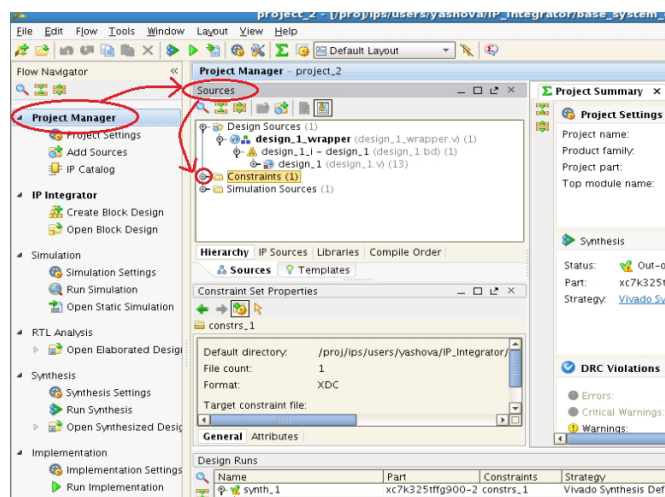 project_2 - [/proj/ips/users/yashova/IP_Integrator/base_system_
File Edit Flow Tools Window Layout View Help
Default Layout
Flow Navigator
Project Manager
Project Settings
Add Sources
IP Catalog
IP Integrator
Create Block Design
Open Block Design
Simulation
Simulation Settings
Run Simulation
Open Static Simulation
RTL Analysis
Open Elaborated Design
Synthesis
Synthesis Settings
Run Synthesis
Open Synthesized Desig
Implementation
Implementation Settings
Run Implementation
Project Manager - project_2
Sources
Design Sources (1)
design_1_wrapper (design_1_wrapper.v) (1)
design_1_i - design_1 (design_1.bd) (1)
design_1 (design_1.v) (13)
Constraints (1)
Simulation Sources (1)
Hierarchy IP Sources Libraries Compile Order
Sources Templates
Constraint Set Properties
constrs_1
Default directory: /proj/ips/users/yashova/IP_Integrator/
File count: 1
Format: XDC
Target constraint file:
General Attributes
Design Runs
Name Part Constraints Strategy
synth_1 xc7k325tffg900-2 constrs_1 Vivado Synthesis Def
Project Summary
Project Settings
Project name:
Product family:
Project part:
Top module name:
Synthesis
Status: Out-o
Part: xc7k325
Strategy: Vivado Sy
DRC Violations
Errors:
Critical Warnings:
Warnings: